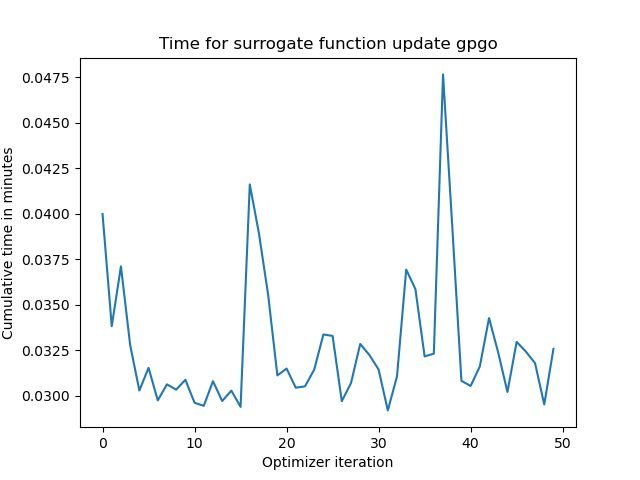 Time for surrogate function update gpgo
0.0475
0.0450
0.0425
0.0400
0.0375
0.0350
0.0325
0.0300
Cumulative time in minutes
0 10 20 30 40 50
Optimizer iteration